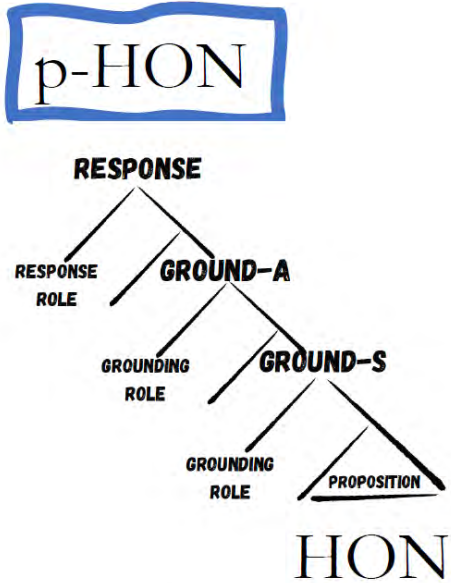 p-HON
RESPONSE
RESPONSE
ROLE
GROUND-A
GROUNDING
ROLE
GROUND-S
GROUNDING
ROLE
PROPOSITION
HON